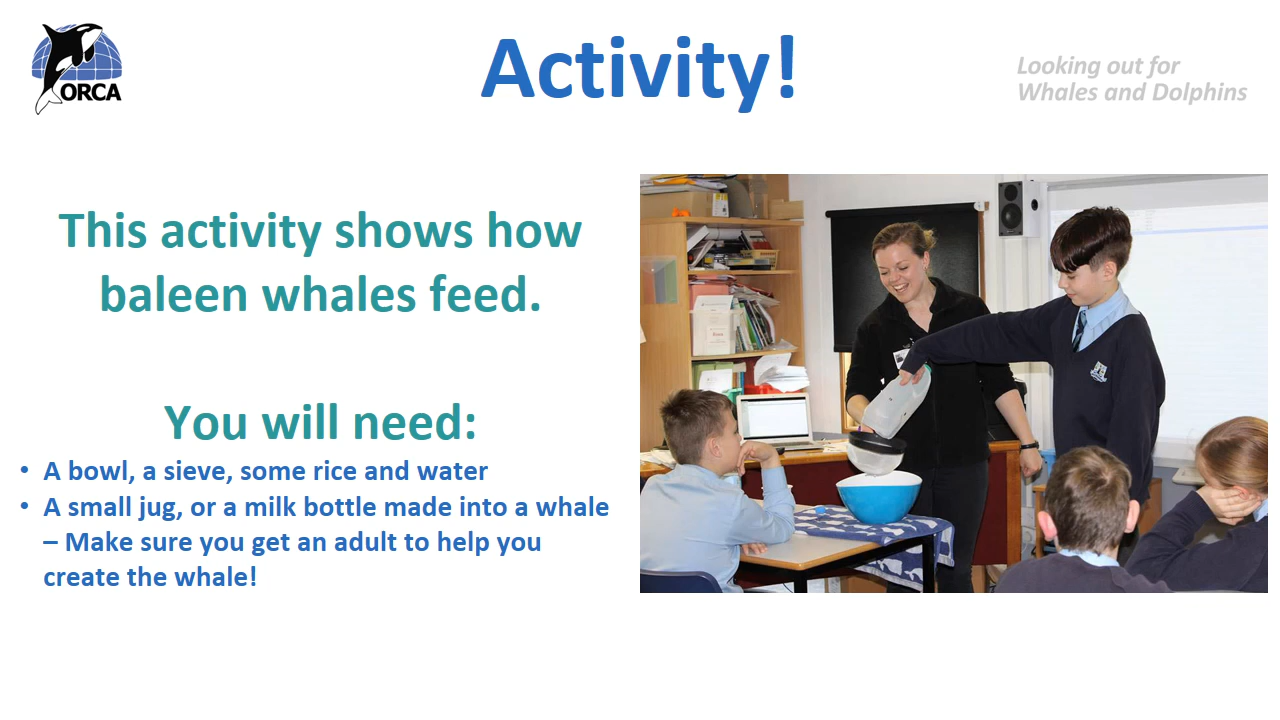 ORCA
Activity!
Looking out for
Whales and Dolphins
This activity shows how
baleen whales feed.
You will need:
• A bowl, a sieve, some rice and water
• A small jug, or a milk bottle made into a whale
– Make sure you get an adult to help you
create the whale!